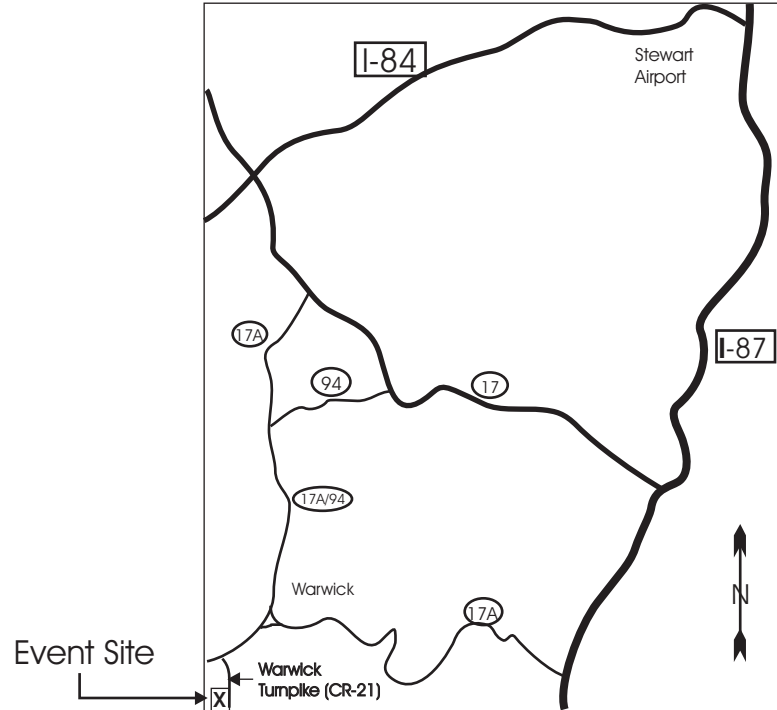 I-84
Stewart
Airport
17A
I-87
94
17
17A/94
N
Warwick
17A
Event Site
Warwick
Turnpike (CR-21)
X